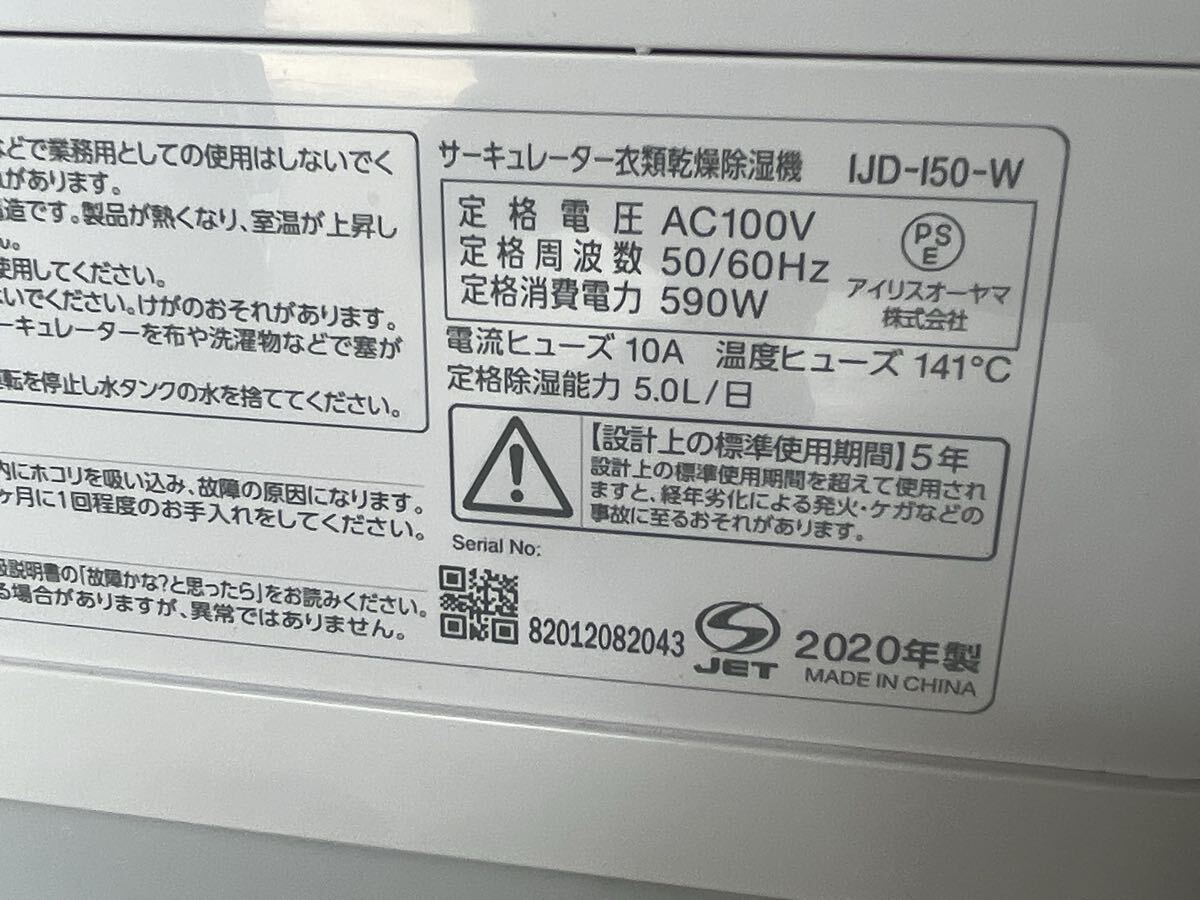 などで業務用としての使用はしないでく
れがあります。
構造です。製品が熱くなり、室温が上昇し
ん。
使用してください。
ないでください。けがのおそれがあります。
サーキュレーターを布や洗濯物などで塞が
運転を停止し水タンクの水を捨ててください。
内にホコリを吸い込み、故障の原因になります。
ヶ月に1回程度のお手入れをしてください。
説明書の「故障かな?と思ったら」をお読みください。
る場合がありますが、異常ではありません。
サーキュレーター衣類乾燥除湿機 IJD-I50-W
定格電圧 AC100V
定格周波数 50/60Hz
定格消費電力 590W
PS
E
アイリスオーヤマ
株式会社
電流ヒューズ 10A 温度ヒューズ 141℃
定格除湿能力 5.0L/日
【設計上の標準使用期間】5年
設計上の標準使用期間を超えて使用され
ますと、経年劣化による発火・ケガなどの
事故に至るおそれがあります。
Serial No:
82012082043
JET
2020年製
MADE IN CHINA